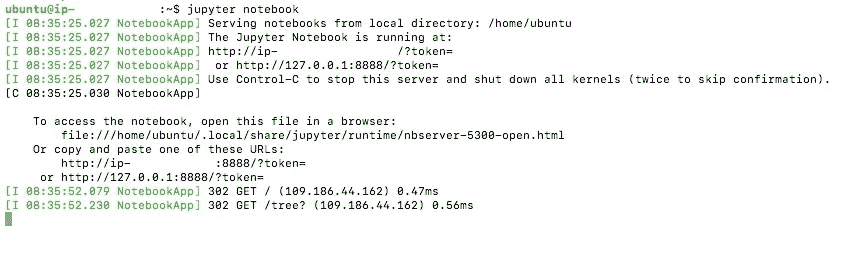 ubuntu@ip- :~$ jupyter notebook
[I 08:35:25.027 NotebookApp] Serving notebooks from local directory: /home/ubuntu
[I 08:35:25.027 NotebookApp] The Jupyter Notebook is running at:
[I 08:35:25.027 NotebookApp] http://ip- /?token=
[I 08:35:25.027 NotebookApp]  or http://127.0.0.1:8888/?token=
[I 08:35:25.027 NotebookApp] Use Control-C to stop this server and shut down all kernels (twice to skip confirmation).
[C 08:35:25.030 NotebookApp]
To access the notebook, open this file in a browser:
file:///home/ubuntu/.local/share/jupyter/runtime/nbserver-5300-open.html
Or copy and paste one of these URLs:
http://ip- :8888/?token=
or http://127.0.0.1:8888/?token=
[I 08:35:52.079 NotebookApp] 302 GET / (109.186.44.162) 0.47ms
[I 08:35:52.230 NotebookApp] 302 GET /tree? (109.186.44.162) 0.56ms